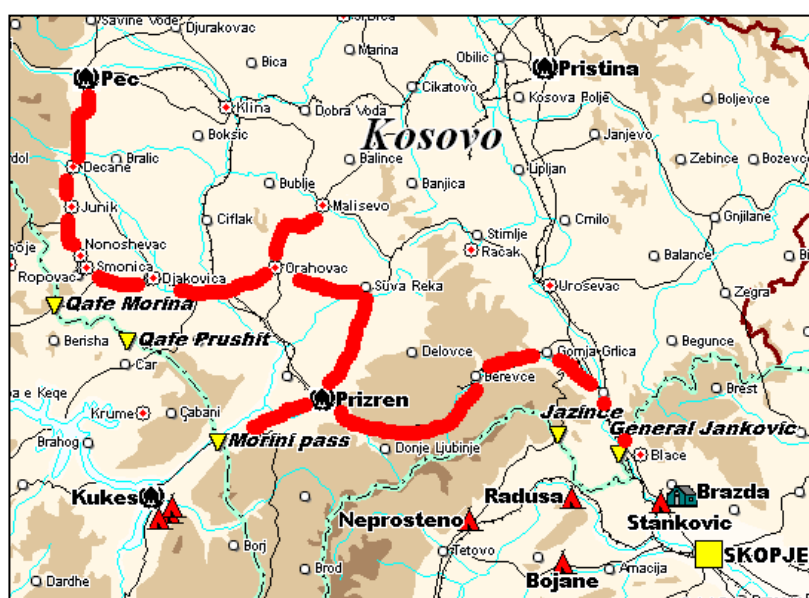 Savine Vode
Djurakovac
Bica
Marina
Obilic
Pec
Pristina
Klina
Dobra Voda
Cikatovo
Kosova Polje
Boljevce
Boksic
Kosovo
Janjevo
Decane
Bralic
Balince
Lipljan
Zebince
Bozevc
Bublje
Banjica
Junik
Ciflak
Malisevo
Crnilo
Gnjilane
Stimlje
Racak
Nonoshevac
Balance
Ropovac
Smonica
Djakovica
Orahovac
Suva Reka
Urosevac
Zegra
Qafe Morina
Berisha
Qafe Prushit
Car
Delovce
Gornja Grlica
Begunce
Berevce
Brest
a e Keqe
Krume
Cabani
Prizren
Jazince
General Jankovic
Brahog
Morini pass
Donje Ljubinje
Blace
Kukes
Radusa
Brazda
Neprosteno
Stankovic
Borj
Tetovo
SKOPJE
Dardhe
Brod
Bojane
Amacija